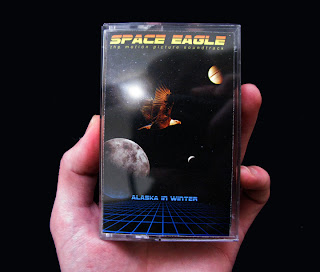 SPACE EAGLE
the motion picture soundtrack
ALASKA IN WINTER